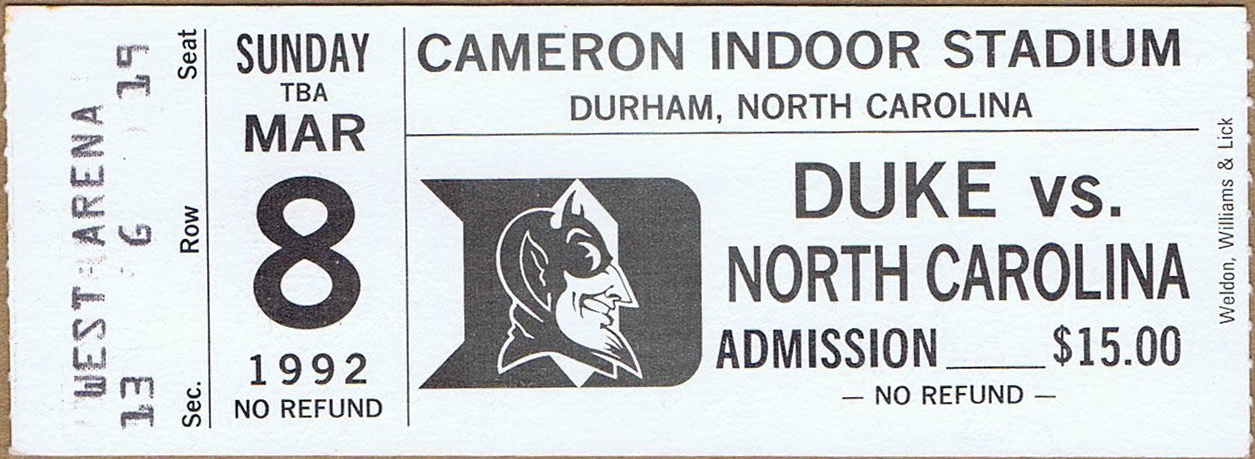 WEST ARENA
13 G 19
Sec. Row Seat
SUNDAY
TBA
MAR
8
1992
NO REFUND
CAMERON INDOOR STADIUM
DURHAM, NORTH CAROLINA
DUKE vs.
NORTH CAROLINA
ADMISSION_____$15.00
— NO REFUND —
Weldon, Williams & Lick